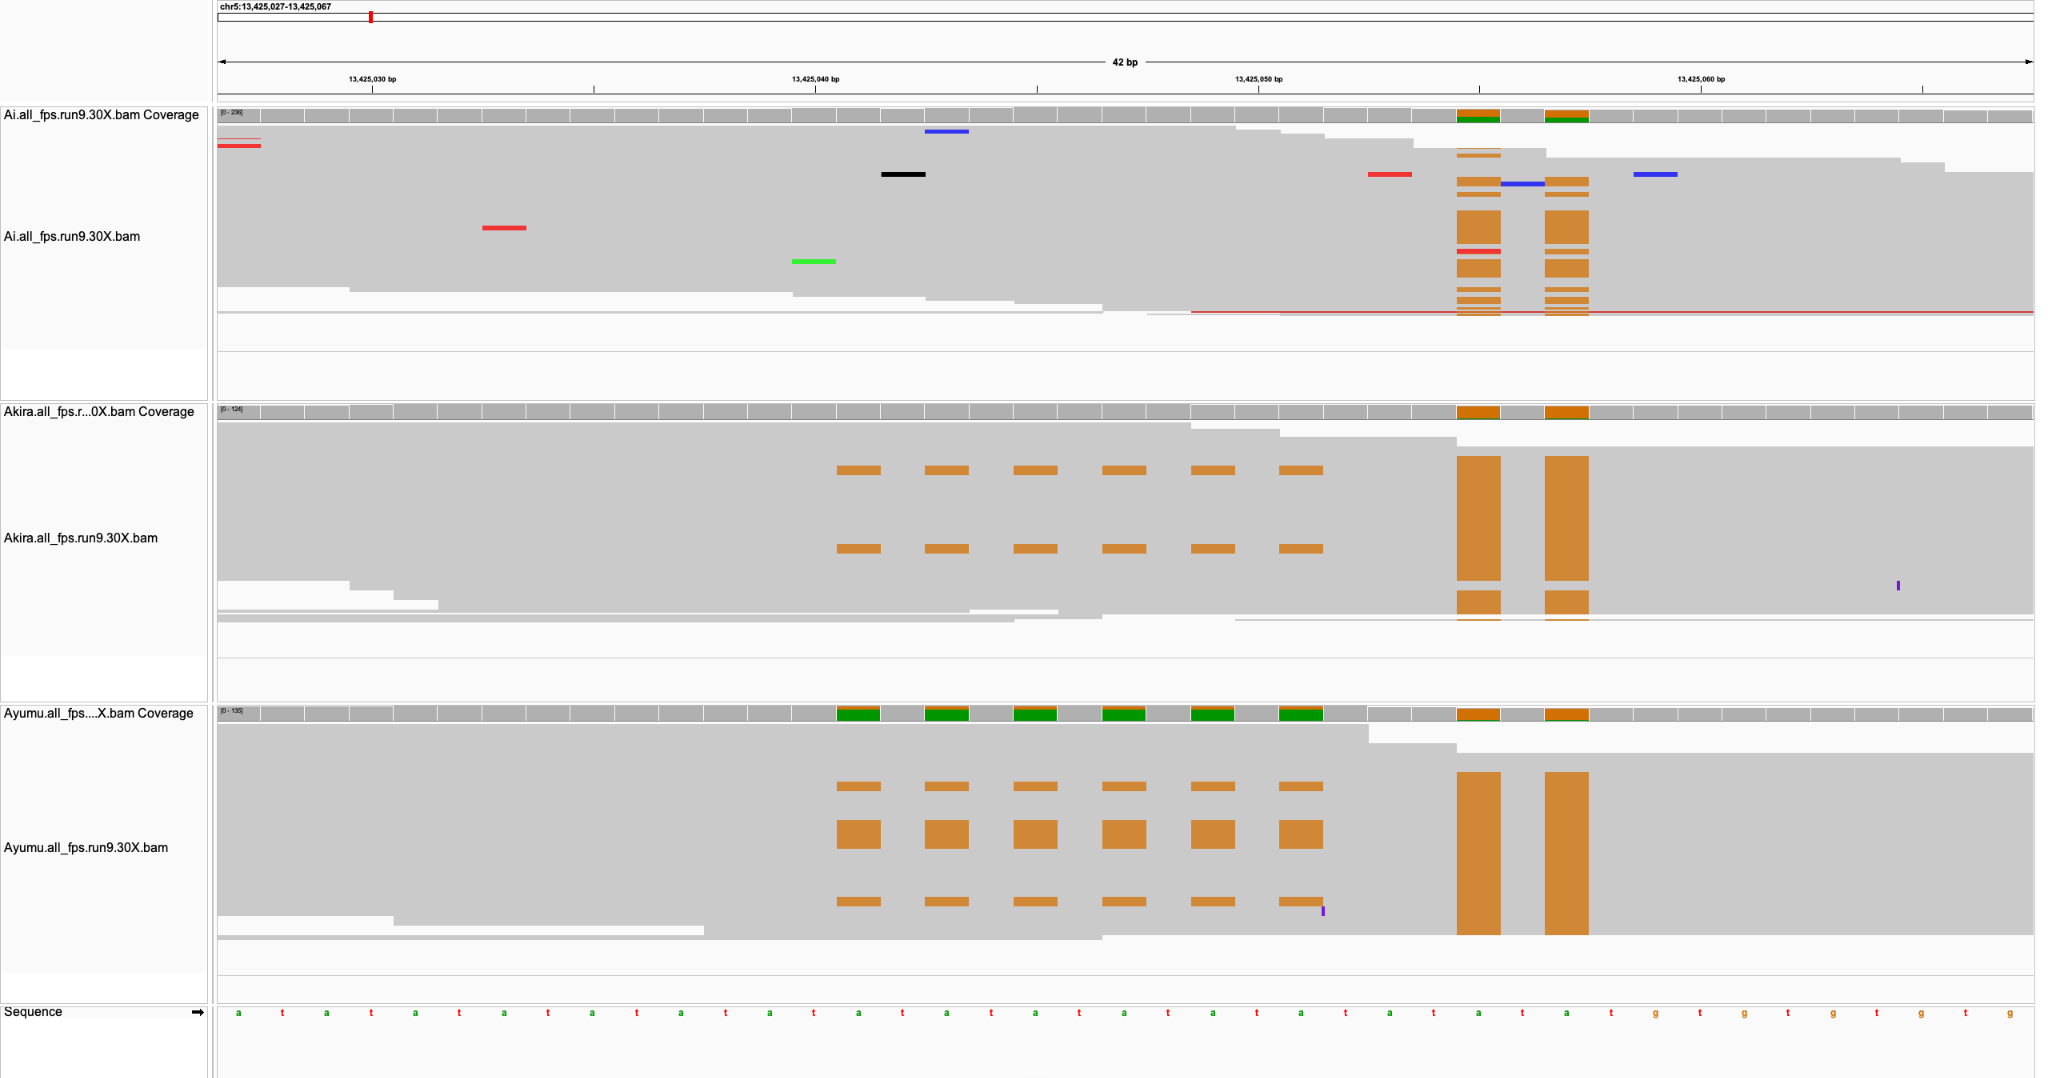 chr5:13,425,027-13,425,067
42 bp
13,425,030 bp 13,425,040 bp 13,425,050 bp 13,425,060 bp
Ai.all_fps.run9.30X.bam Coverage [0 - 236]
Ai.all_fps.run9.30X.bam
Akira.all_fps.r...0X.bam Coverage [0 - 124]
Akira.all_fps.run9.30X.bam
Ayumu.all_fps....X.bam Coverage [0 - 135]
Ayumu.all_fps.run9.30X.bam
Sequence a t a t a t a t a t a t a t a t a t a t a t a t a t a t a t a t g t g t g t g t g